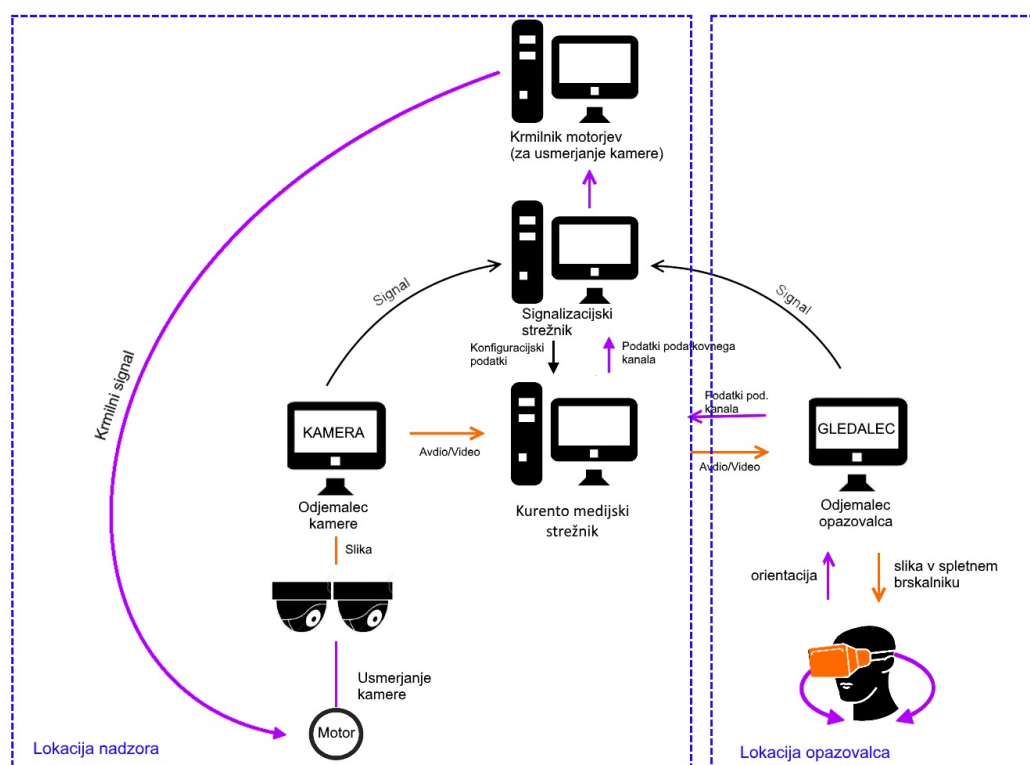 Krmilnik motorjev
(za usmerjanje kamere)
Signal
Signal
Signalizacijski
strežnik
Konfiguracijski
podatki
Podatki podatkovnega
kanala
Krmilni signal
Podatki pod.
kanala
KAMERA
GLEDALEC
Avdio/Video
Avdio/Video
Odjemalec
kamere
Kurento medijski
strežnik
Odjemalec
opazovalca
Slika
orientacija
slika v spletnem
brskalniku
Usmerjanje
kamere
Motor
Lokacija nadzora
Lokacija opazovalca